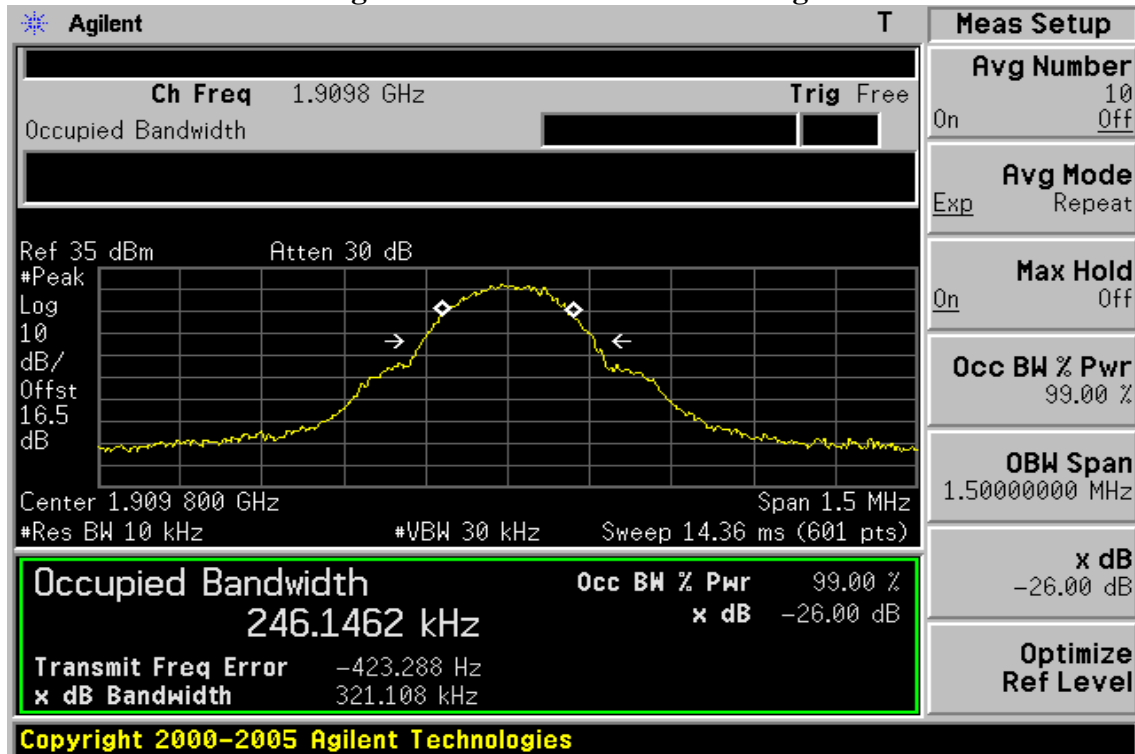 Agilent T
Ch Freq 1.9098 GHz Trig Free
Occupied Bandwidth
Ref 35 dBm Atten 30 dB
#Peak
Log
10
dB/
Offst
16.5
dB
Center 1.909 800 GHz Span 1.5 MHz
#Res BW 10 kHz #VBW 30 kHz Sweep 14.36 ms (601 pts)
Occupied Bandwidth Occ BW % Pwr 99.00 %
246.1462 kHz x dB -26.00 dB
Transmit Freq Error -423.288 Hz
x dB Bandwidth 321.108 kHz
Copyright 2000-2005 Agilent Technologies
Meas Setup
Avg Number
10
On Off
Avg Mode
Exp Repeat
Max Hold
On Off
Occ BW % Pwr
99.00 %
OBW Span
1.50000000 MHz
x dB
-26.00 dB
Optimize
Ref Level